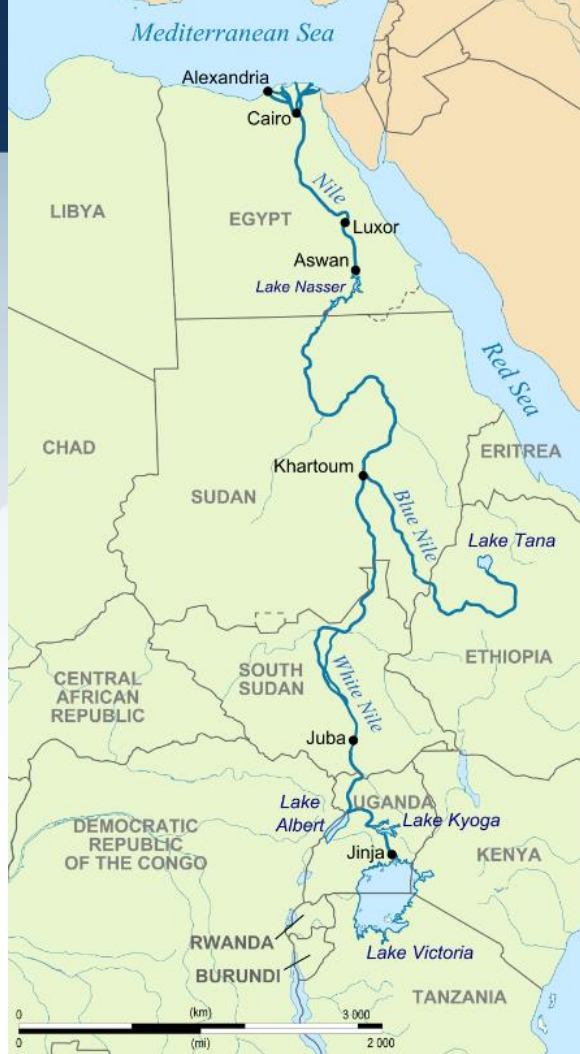 Mediterranean Sea
Alexandria
Cairo
Nile
LIBYA
EGYPT
Luxor
Aswan
Lake Nasser
Red Sea
CHAD
ERITREA
Khartoum
SUDAN
Blue Nile
Lake Tana
ETHIOPIA
CENTRAL
AFRICAN
REPUBLIC
SOUTH
SUDAN
White Nile
Juba
Lake
Albert
UGANDA
Lake Kyoga
DEMOCRATIC
REPUBLIC
OF THE CONGO
Jinja
KENYA
RWANDA
Lake Victoria
BURUNDI
TANZANIA
0 (km) 3 000
0 (mi) 2 000